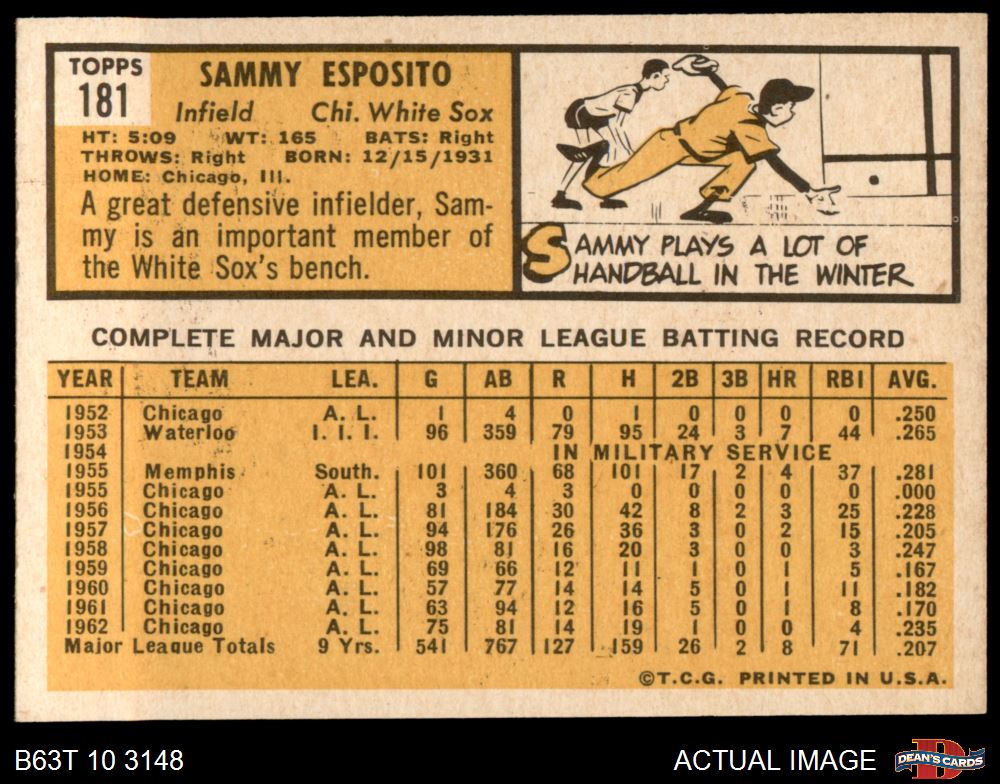 TOPPS
181
SAMMY ESPOSITO
Infield Chi. White Sox
HT: 5:09 WT: 165 BATS: Right
THROWS: Right BORN: 12/15/1931
HOME: Chicago, Ill.
A great defensive infielder, Sam-
my is an important member of
the White Sox's bench.
SAMMY PLAYS A LOT OF
HANDBALL IN THE WINTER
COMPLETE MAJOR AND MINOR LEAGUE BATTING RECORD
YEAR TEAM LEA. G AB R H 2B 3B HR RBI AVG.
1952 Chicago A. L. 1 4 0 1 0 0 0 0 .250
1953 Waterloo I. I. I. 96 359 79 95 24 3 7 44 .265
1954 IN MILITARY SERVICE
1955 Memphis South. 101 360 68 101 17 2 4 37 .281
1955 Chicago A. L. 3 4 3 0 0 0 0 0 .000
1956 Chicago A. L. 81 184 30 42 8 2 3 25 .228
1957 Chicago A. L. 94 176 26 36 3 0 2 15 .205
1958 Chicago A. L. 98 81 16 20 3 0 0 3 .247
1959 Chicago A. L. 69 66 12 11 1 0 1 5 .167
1960 Chicago A. L. 57 77 14 14 5 0 1 11 .182
1961 Chicago A. L. 63 94 12 16 5 0 1 8 .170
1962 Chicago A. L. 75 81 14 19 1 0 0 4 .235
Major League Totals 9 Yrs. 541 767 127 159 26 2 8 71 .207
©T.C.G. PRINTED IN U.S.A.
B63T 10 3148 ACTUAL IMAGE D DEAN'S CARDS